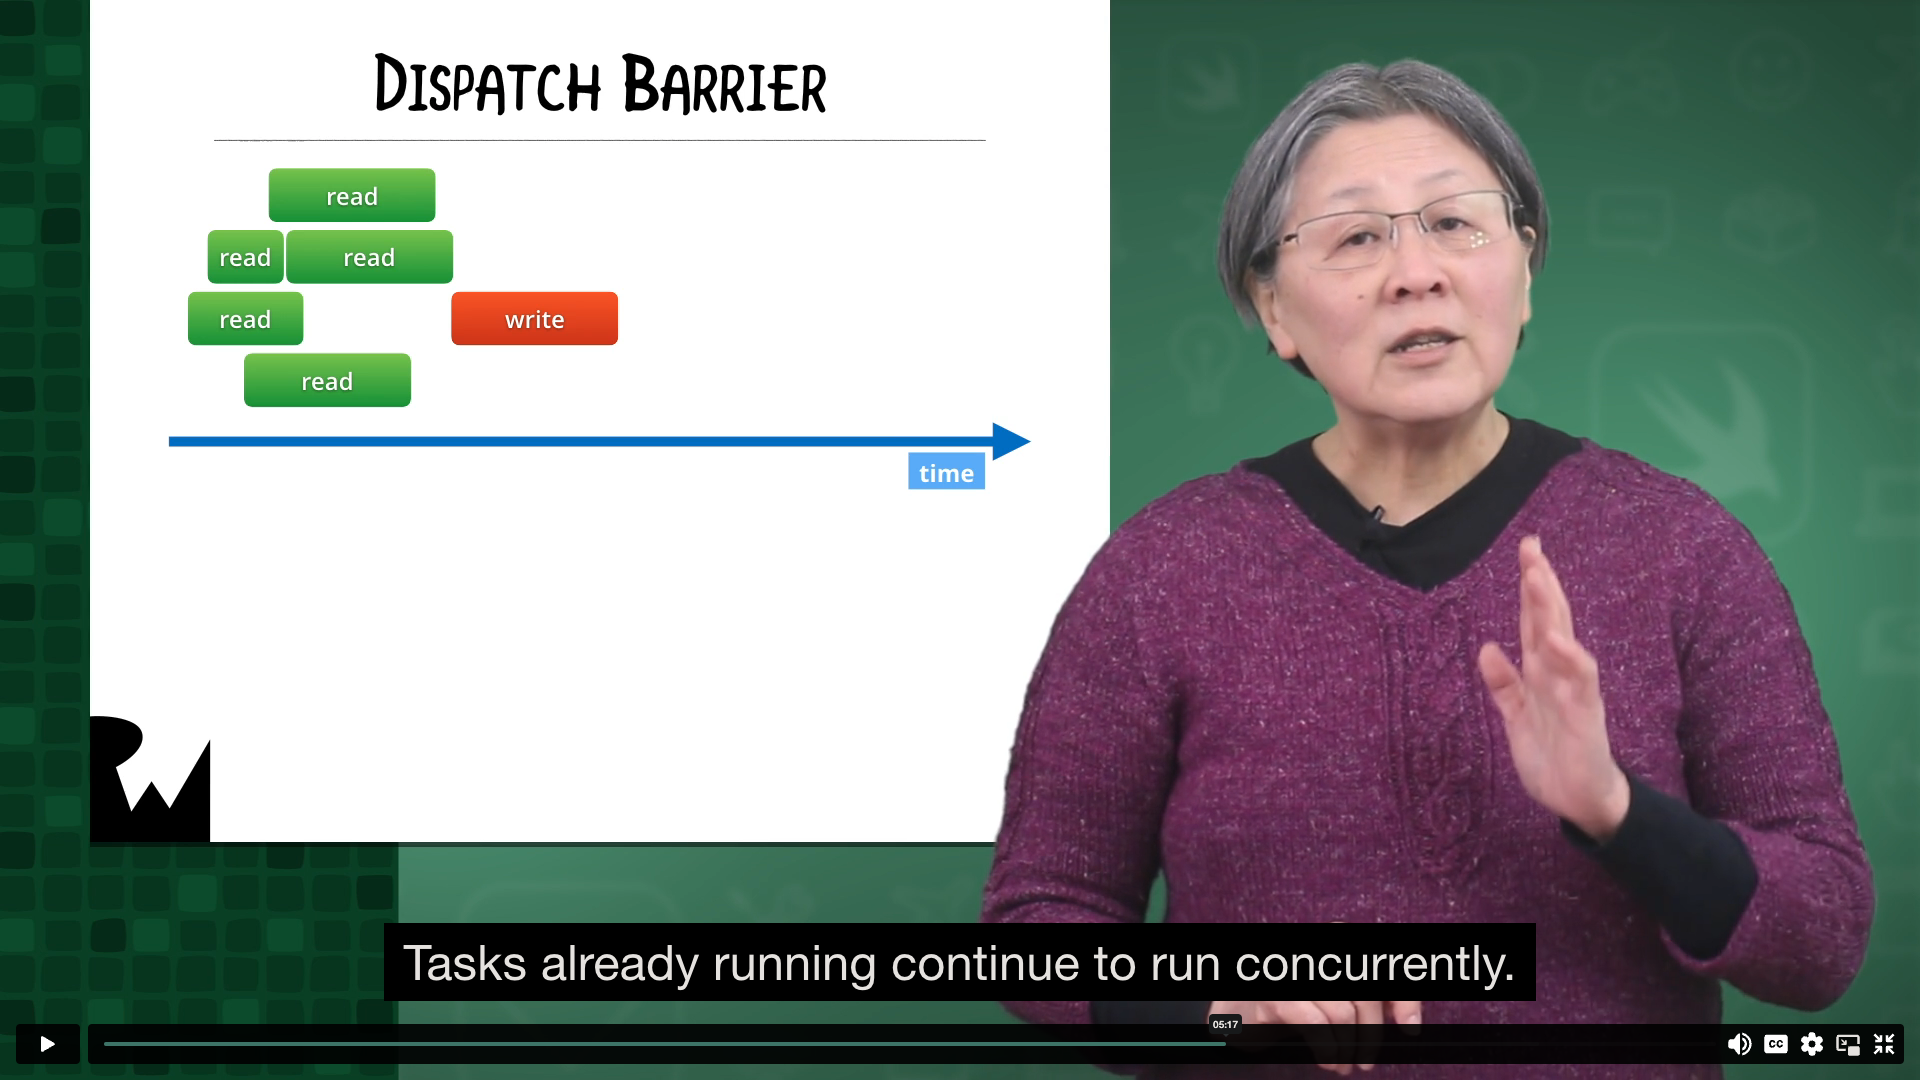 DISPATCH BARRIER
read
read read
read write
read
time
RW
Tasks already running continue to run concurrently.
05:17
CC